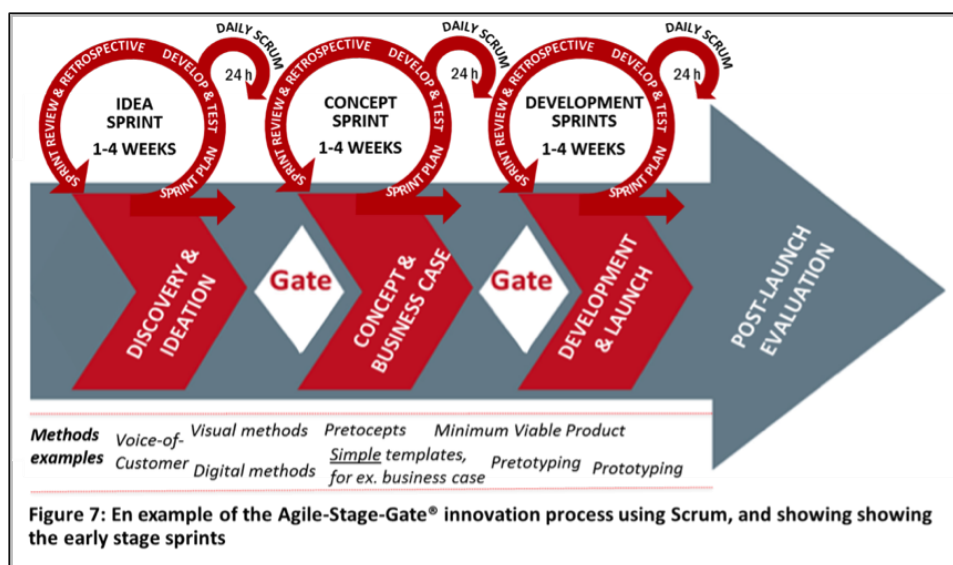 DAILY SCRUM
24 h
SPRINT REVIEW & RETROSPECTIVE
DEVELOP & TEST
SPRINT PLAN
IDEA
SPRINT
1-4 WEEKS
DAILY SCRUM
24 h
SPRINT REVIEW & RETROSPECTIVE
DEVELOP & TEST
SPRINT PLAN
CONCEPT
SPRINT
1-4 WEEKS
DAILY SCRUM
24 h
SPRINT REVIEW & RETROSPECTIVE
DEVELOP & TEST
SPRINT PLAN
DEVELOPMENT
SPRINTS
1-4 WEEKS
DISCOVERY &
IDEATION
Gate
CONCEPT &
BUSINESS CASE
Gate
DEVELOPMENT
& LAUNCH
POST-LAUNCH
EVALUATION
Methods
examples
Voice-of-
Customer
Visual methods
Digital methods
Pretocepts
Simple templates,
for ex. business case
Minimum Viable Product
Pretotyping
Prototyping
Figure 7: En example of the Agile-Stage-Gate® innovation process using Scrum, and showing showing
the early stage sprints